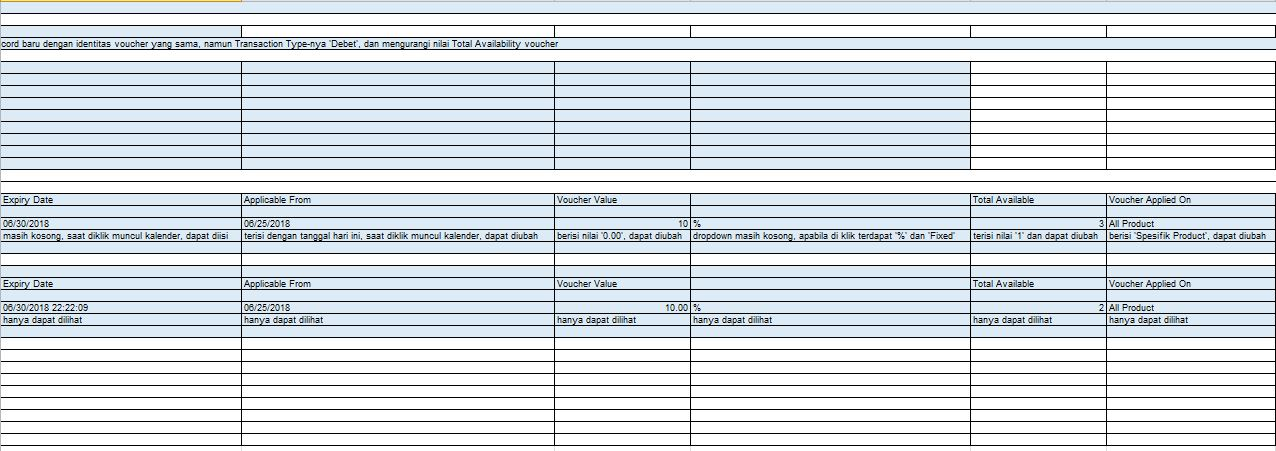 cord baru dengan identitas voucher yang sama, namun Transaction Type-nya 'Debet', dan mengurangi nilai Total Availability voucher
Expiry Date Applicable From Voucher Value Total Available Voucher Applied On
06/30/2018 06/25/2018 10 % 3 All Product
masih kosong, saat diklik muncul kalender, dapat diisi terisi dengan tanggal hari ini, saat diklik muncul kalender, dapat diubah berisi nilai '0.00', dapat diubah dropdown masih kosong, apabila di klik terdapat '%' dan 'Fixed' terisi nilai '1' dan dapat diubah berisi 'Spesifik Product', dapat diubah
Expiry Date Applicable From Voucher Value Total Available Voucher Applied On
06/30/2018 22:22:09 06/25/2018 10.00 % 2 All Product
hanya dapat dilihat hanya dapat dilihat hanya dapat dilihat hanya dapat dilihat hanya dapat dilihat hanya dapat dilihat